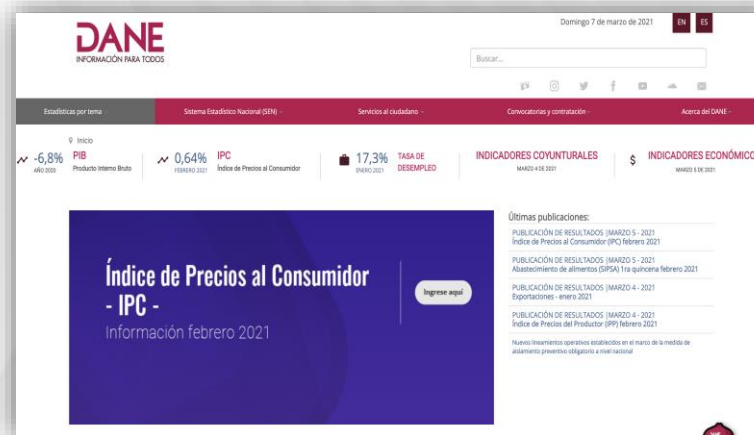 Domingo 7 de marzo de 2021
EN ES
DANE
INFORMACIÓN PARA TODOS
Buscar...
Estadísticas por tema
Sistema Estadístico Nacional (SEN)
Servicios al ciudadano
Convocatorias y contratación
Acerca del DANE
Inicio
-6,8% PIB
AÑO 2020 Producto Interno Bruto
0,64% IPC
FEBRERO 2021 Índice de Precios al Consumidor
17,3% TASA DE
ENERO 2021 DESEMPLEO
INDICADORES COYUNTURALES
MARZO 4 DE 2021
$ INDICADORES ECONÓMICO
MARZO 5 DE 2021
Índice de Precios al Consumidor
- IPC -
Información febrero 2021
Ingrese aquí
Últimas publicaciones:
PUBLICACIÓN DE RESULTADOS |MARZO 5 - 2021
Índice de Precios al Consumidor (IPC) febrero 2021
PUBLICACIÓN DE RESULTADOS |MARZO 5 - 2021
Abastecimiento de alimentos (SIPSA) 1ra quincena febrero 2021
PUBLICACIÓN DE RESULTADOS |MARZO 4 - 2021
Exportaciones - enero 2021
PUBLICACIÓN DE RESULTADOS |MARZO 4 - 2021
Índice de Precios del Productor (IPP) febrero 2021
Nuevos lineamientos operativos establecidos en el marco de la medida de
aislamiento preventivo obligatorio a nivel nacional